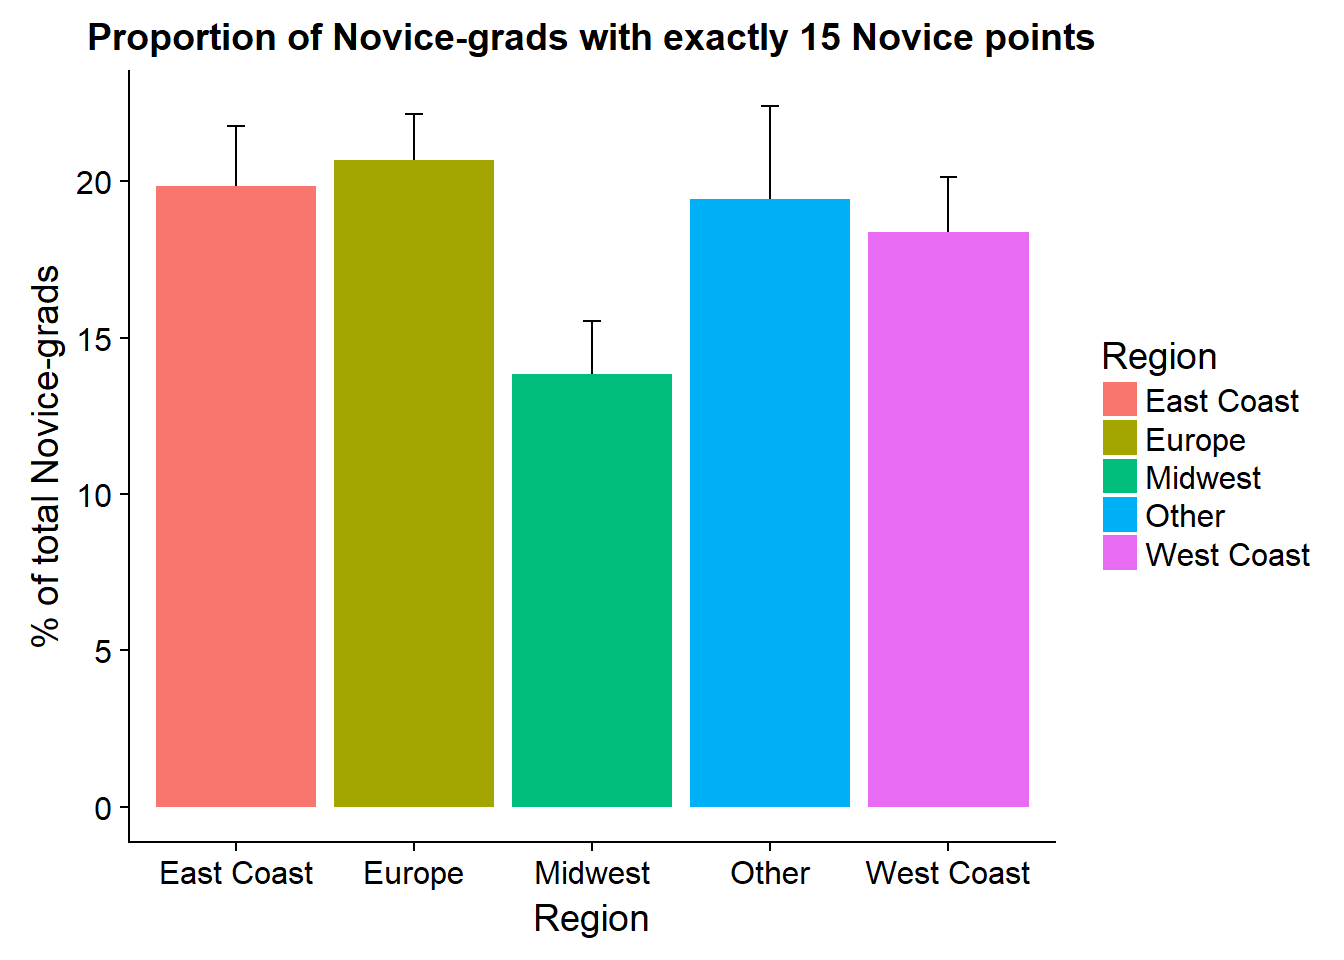 Proportion of Novice-grads with exactly 15 Novice points
% of total Novice-grads
20
15
10
5
0
East Coast Europe Midwest Other West Coast
Region
Region
East Coast
Europe
Midwest
Other
West Coast